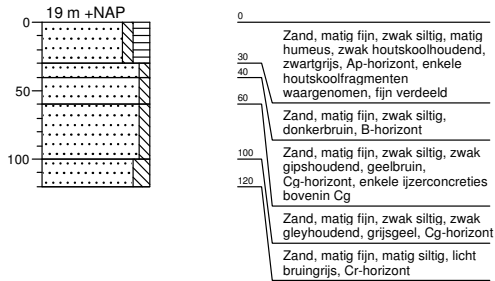 19 m +NAP
0
50
100
0
Zand, matig fijn, zwak siltig, matig
humeus, zwak houtskoolhoudend,
zwartgrijs, Ap-horizont, enkele
houtskoolfragmenten
waargenomen, fijn verdeeld
30
Zand, matig fijn, zwak siltig,
donkerbruin, B-horizont
40
Zand, matig fijn, zwak siltig, zwak
gipshoudend, geelbruin,
Cg-horizont, enkele ijzerconcreties
bovenin Cg
60
Zand, matig fijn, zwak siltig, zwak
gleyhoudend, grijsgeel, Cg-horizont
100
Zand, matig fijn, matig siltig, licht
bruingrijs, Cr-horizont
120